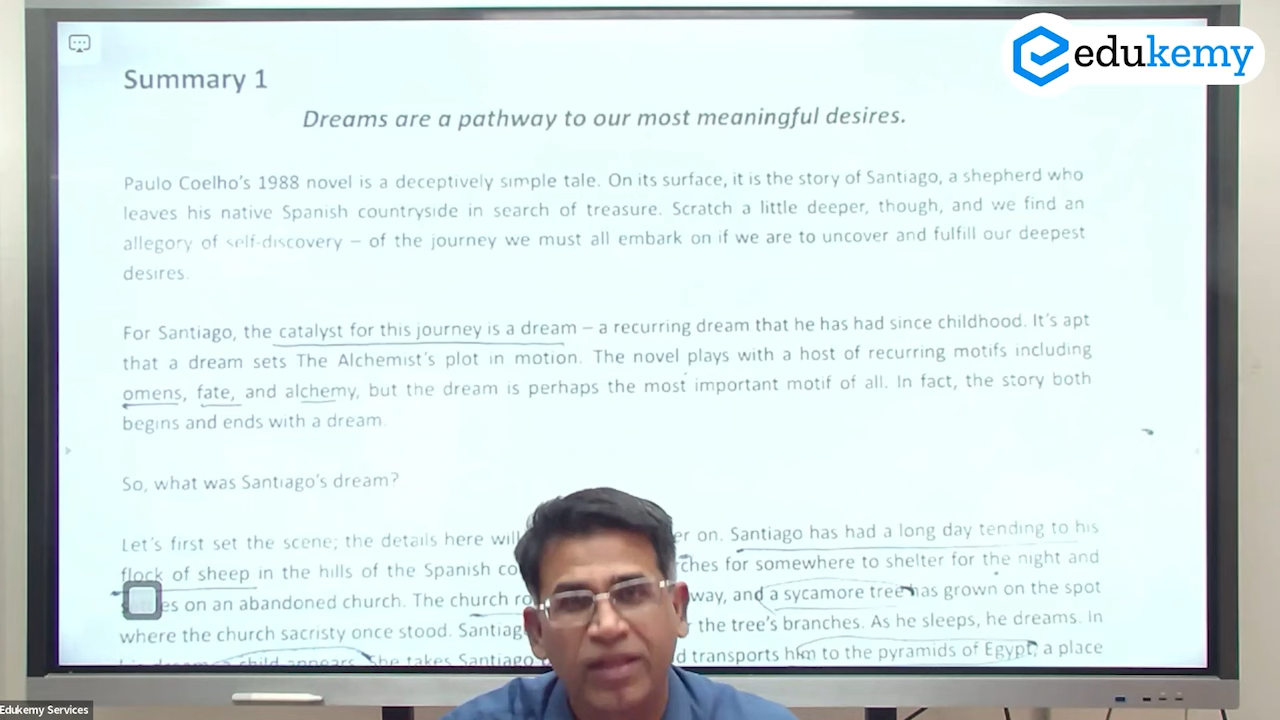 edukemy
Summary 1
Dreams are a pathway to our most meaningful desires.
Paulo Coelho's 1988 novel is a deceptively simple tale. On its surface, it is the story of Santiago, a shepherd who
leaves his native Spanish countryside in search of treasure. Scratch a little deeper, though, and we find an
allegory of self-discovery – of the journey we must all embark on if we are to uncover and fulfill our deepest
desires.
For Santiago, the catalyst for this journey is a dream – a recurring dream that he has had since childhood. It's apt
that a dream sets The Alchemist's plot in motion. The novel plays with a host of recurring motifs including
omens, fate, and alchemy, but the dream is perhaps the most important motif of all. In fact, the story both
begins and ends with a dream.
So, what was Santiago's dream?
Let's first set the scene; the details here will er on. Santiago has had a long day tending to his
flock of sheep in the hills of the Spanish co rches for somewhere to shelter for the night and
es on an abandoned church. The church ro way, and a sycamore tree has grown on the spot
where the church sacristy once stood. Santiag the tree's branches. As he sleeps, he dreams. In
child appears. She takes Santiago d transports him to the pyramids of Egypt, a place
Edukemy Services